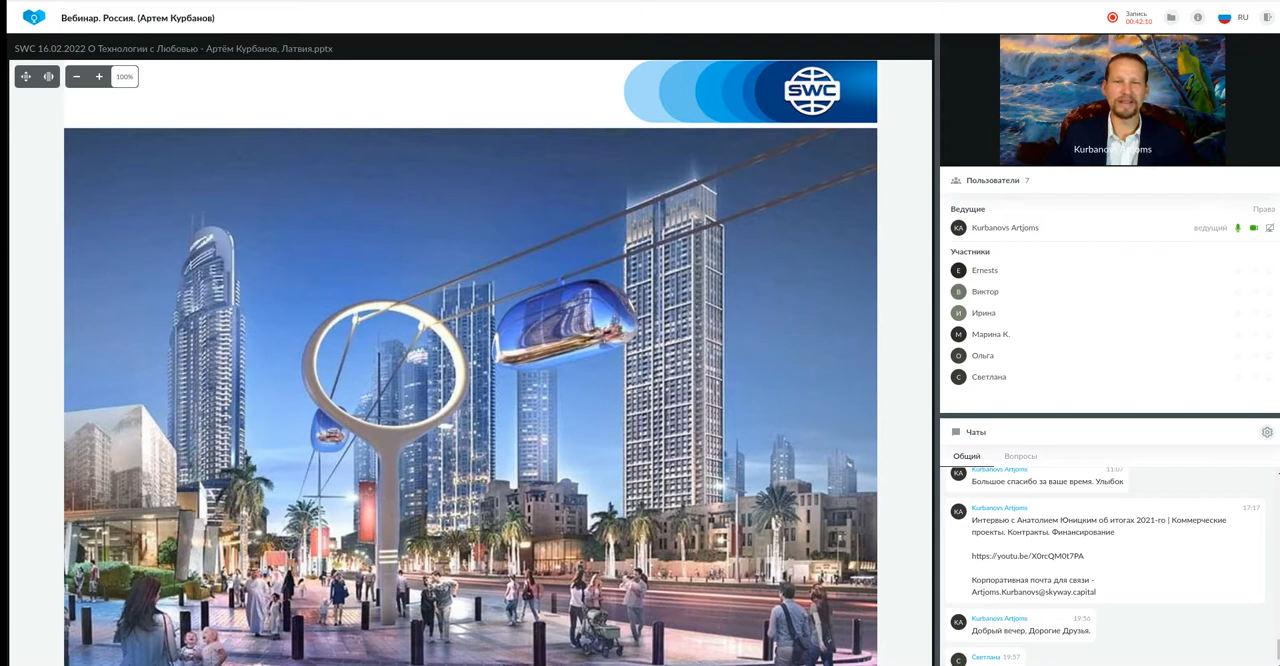 Вебинар. Россия. (Артем Курбанов)
Запись
00:42:10
RU
SWC 16.02.2022 О Технологии с Любовью - Артём Курбанов, Латвия.pptx
100%
SWC
Kurbanovs Artjoms
Пользователи 7
Ведущие Права
KA Kurbanovs Artjoms ведущий
Участники
E Ernests
В Виктор
И Ирина
М Марина К.
О Ольга
С Светлана
Чаты
Общий Вопросы
KA Kurbanovs Artjoms 11:07
Большое спасибо за ваше время. Улыбок
KA Kurbanovs Artjoms 17:17
Интервью с Анатолием Юницким об итогах 2021-го | Коммерческие
проекты. Контракты. Финансирование
https://youtu.be/X0rcQM0t7PA
Корпоративная почта для связи -
Artjoms.Kurbanovs@skyway.capital
KA Kurbanovs Artjoms 19:56
Добрый вечер, Дорогие Друзья.
С Светлана 19:57